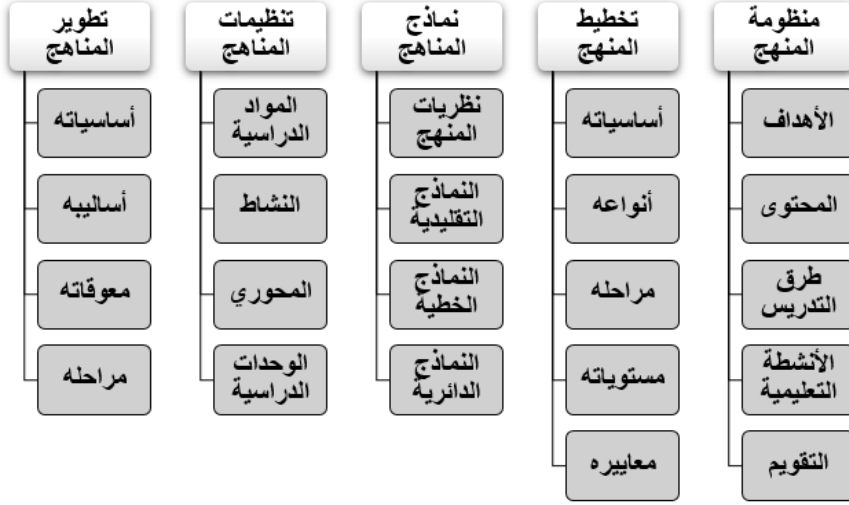 منظومة
المنهج
الأهداف
المحتوى
طرق
التدريس
الأنشطة
التعليمية
التقويم
تخطيط
المنهج
أساسياته
أنواعه
مراحله
مستوياته
معاييره
نماذج
المناهج
نظريات
المنهج
النماذج
التقليدية
النماذج
الخطية
النماذج
الدائرية
تنظيمات
المناهج
المواد
الدراسية
النشاط
المحوري
الوحدات
الدراسية
تطوير
المناهج
أساسياته
أساليبه
معوقاته
مراحله